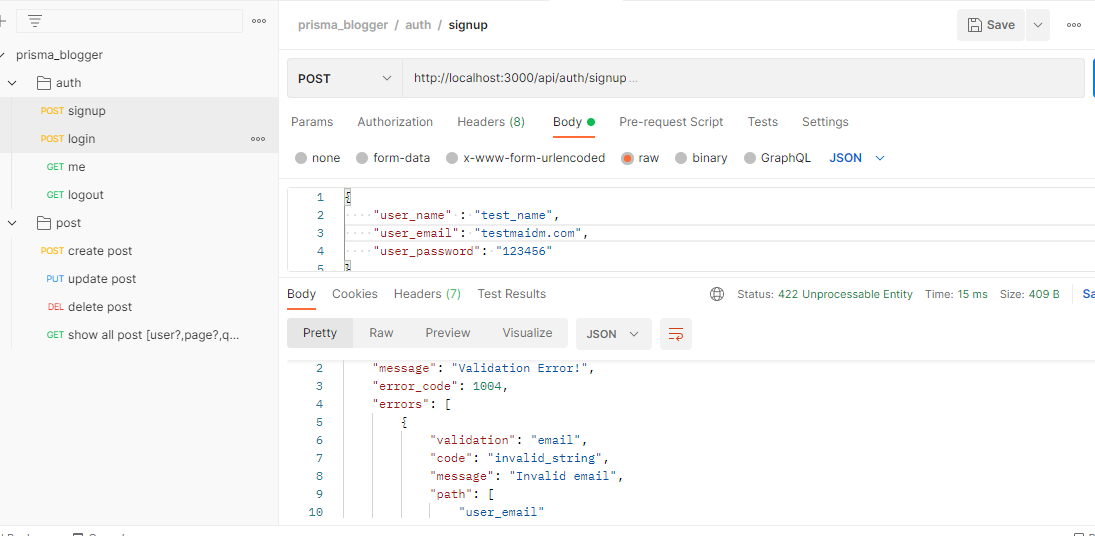 prisma_blogger / auth / signup
Save
prisma_blogger
auth
POST signup
POST login
GET me
GET logout
post
POST create post
PUT update post
DEL delete post
GET show all post [user?,page?,q...
POST
http://localhost:3000/api/auth/signup ...
Params Authorization Headers (8) Body Pre-request Script Tests Settings
none form-data x-www-form-urlencoded raw binary GraphQL JSON
1 {
2 "user_name" : "test_name",
3 "user_email": "testmaidm.com",
4 "user_password": "123456"
5 }
Body Cookies Headers (7) Test Results
Status: 422 Unprocessable Entity Time: 15 ms Size: 409 B
Pretty Raw Preview Visualize JSON
2 "message": "Validation Error!",
3 "error_code": 1004,
4 "errors": [
5 {
6 "validation": "email",
7 "code": "invalid_string",
8 "message": "Invalid email",
9 "path": [
10 "user_email"